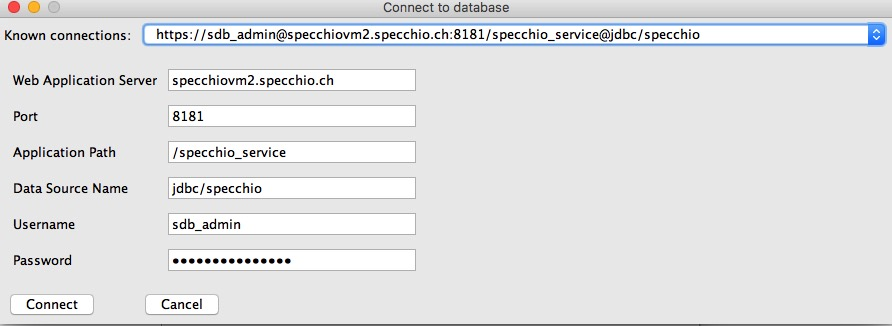 Connect to database
Known connections: https://sdb_admin@specchiovm2.specchio.ch:8181/specchio_service@jdbc/specchio
Web Application Server specchiovm2.specchio.ch
Port 8181
Application Path /specchio_service
Data Source Name jdbc/specchio
Username sdb_admin
Password •••••••••••••••
Connect Cancel